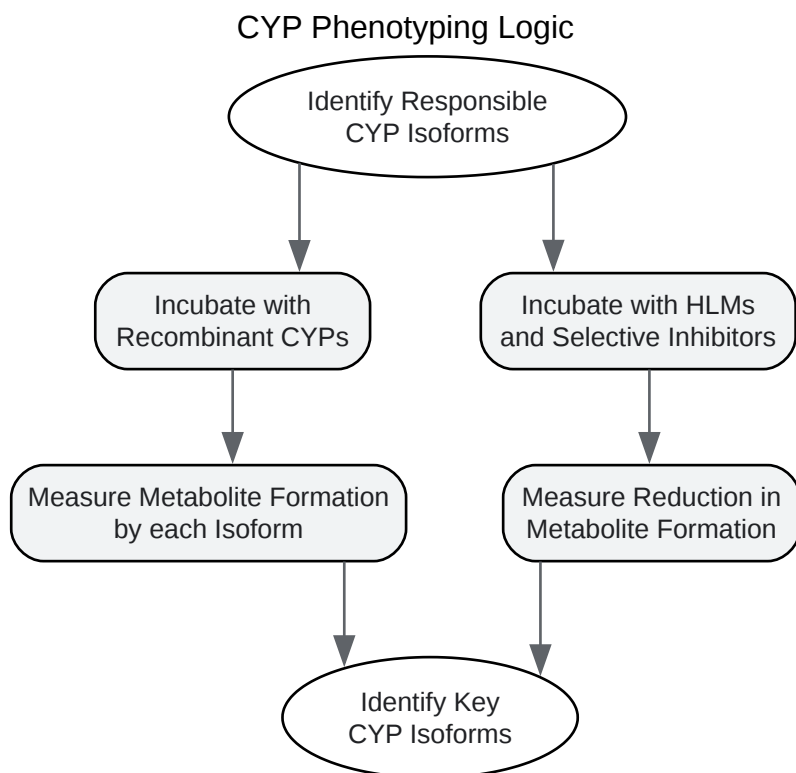 CYP Phenotyping Logic
Identify Responsible
CYP Isoforms
Incubate with
Recombinant CYPs
Incubate with HLMs
and Selective Inhibitors
Measure Metabolite Formation
by each Isoform
Measure Reduction in
Metabolite Formation
Identify Key
CYP Isoforms